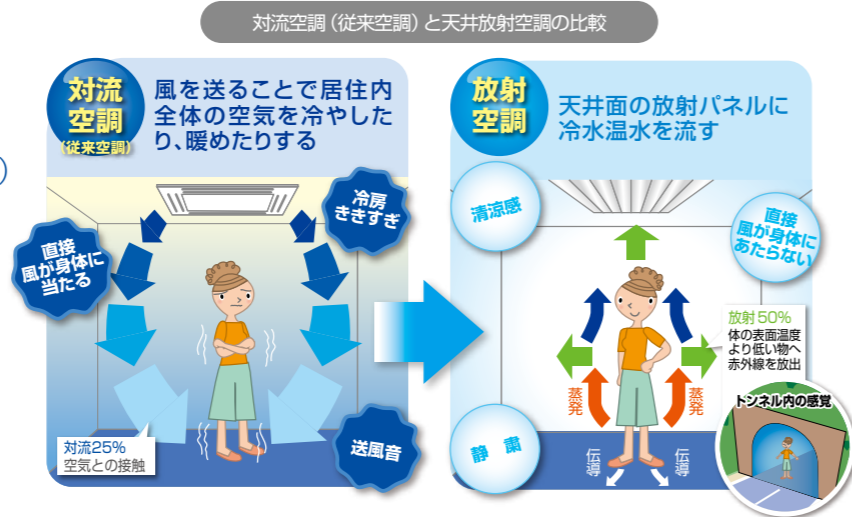 対流空調（従来空調）と天井放射空調の比較
対流
空調
(従来空調)
風を送ることで居住内
全体の空気を冷やした
り、暖めたりする
冷房
ききすぎ
直接
風が身体に
当たる
対流25%
空気との接触
送風音
放射
空調
天井面の放射パネルに
冷水温水を流す
清涼感
直接
風が身体に
あたらない
放射50%
体の表面温度
より低い物へ
赤外線を放出
蒸発
蒸発
トンネル内の感覚
静粛
伝導
伝導
)